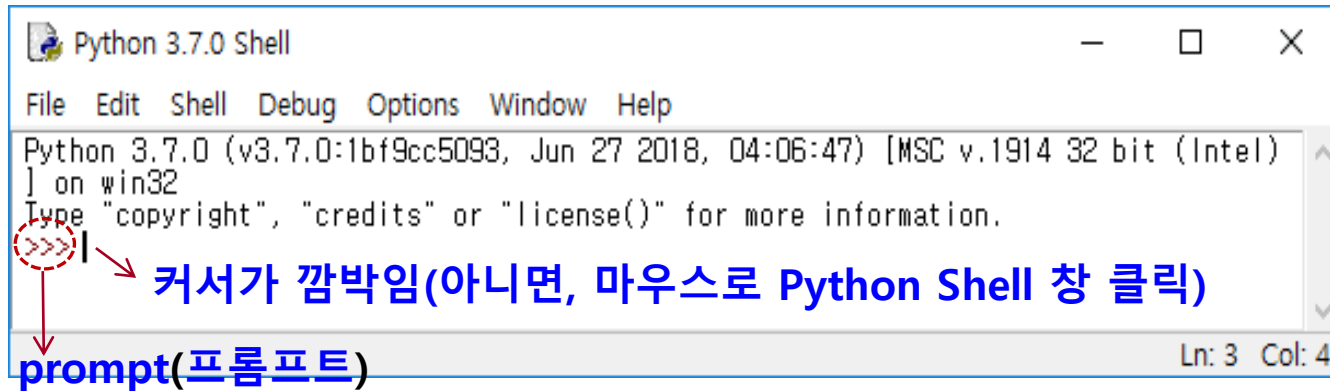 Python 3.7.0 Shell
File Edit Shell Debug Options Window Help
Python 3.7.0 (v3.7.0:1bf9cc5093, Jun 27 2018, 04:06:47) [MSC v.1914 32 bit (Intel)
] on win32
Type "copyright", "credits" or "license()" for more information.
>>>
커서가 깜박임(아니면, 마우스로 Python Shell 창 클릭)
prompt(프롬프트)
Ln: 3 Col: 4